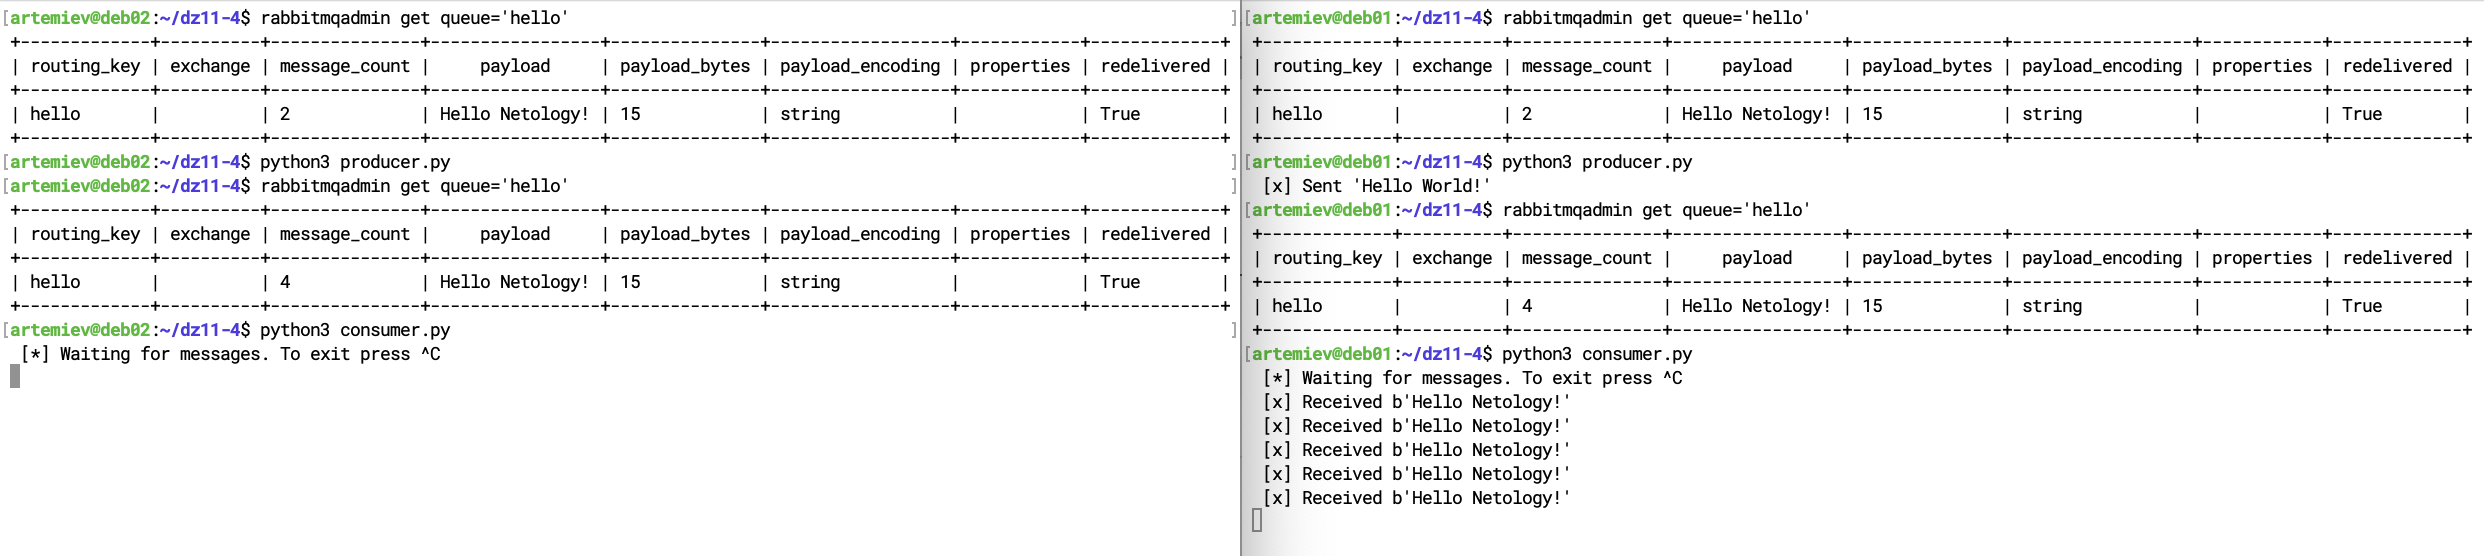 [artemiev@deb02:~/dz11-4$ rabbitmqadmin get queue='hello' ]
+-------------+----------+---------------+-----------------+---------------+------------------+------------+-------------+
| routing_key | exchange | message_count |     payload     | payload_bytes | payload_encoding | properties | redelivered |
+-------------+----------+---------------+-----------------+---------------+------------------+------------+-------------+
| hello       |          | 2             | Hello Netology! | 15            | string           |            | True        |
+-------------+----------+---------------+-----------------+---------------+------------------+------------+-------------+
[artemiev@deb02:~/dz11-4$ python3 producer.py ]
[artemiev@deb02:~/dz11-4$ rabbitmqadmin get queue='hello' ]
+-------------+----------+---------------+-----------------+---------------+------------------+------------+-------------+
| routing_key | exchange | message_count |     payload     | payload_bytes | payload_encoding | properties | redelivered |
+-------------+----------+---------------+-----------------+---------------+------------------+------------+-------------+
| hello       |          | 4             | Hello Netology! | 15            | string           |            | True        |
+-------------+----------+---------------+-----------------+---------------+------------------+------------+-------------+
[artemiev@deb02:~/dz11-4$ python3 consumer.py ]
 [*] Waiting for messages. To exit press ^C
[artemiev@deb01:~/dz11-4$ rabbitmqadmin get queue='hello'
+-------------+----------+---------------+-----------------+---------------+------------------+------------+-------------+
| routing_key | exchange | message_count |     payload     | payload_bytes | payload_encoding | properties | redelivered |
+-------------+----------+---------------+-----------------+---------------+------------------+------------+-------------+
| hello       |          | 2             | Hello Netology! | 15            | string           |            | True        |
+-------------+----------+---------------+-----------------+---------------+------------------+------------+-------------+
[artemiev@deb01:~/dz11-4$ python3 producer.py
 [x] Sent 'Hello World!'
[artemiev@deb01:~/dz11-4$ rabbitmqadmin get queue='hello'
+-------------+----------+---------------+-----------------+---------------+------------------+------------+-------------+
| routing_key | exchange | message_count |     payload     | payload_bytes | payload_encoding | properties | redelivered |
+-------------+----------+---------------+-----------------+---------------+------------------+------------+-------------+
| hello       |          | 4             | Hello Netology! | 15            | string           |            | True        |
+-------------+----------+---------------+-----------------+---------------+------------------+------------+-------------+
[artemiev@deb01:~/dz11-4$ python3 consumer.py
 [*] Waiting for messages. To exit press ^C
 [x] Received b'Hello Netology!'
 [x] Received b'Hello Netology!'
 [x] Received b'Hello Netology!'
 [x] Received b'Hello Netology!'
 [x] Received b'Hello Netology!'